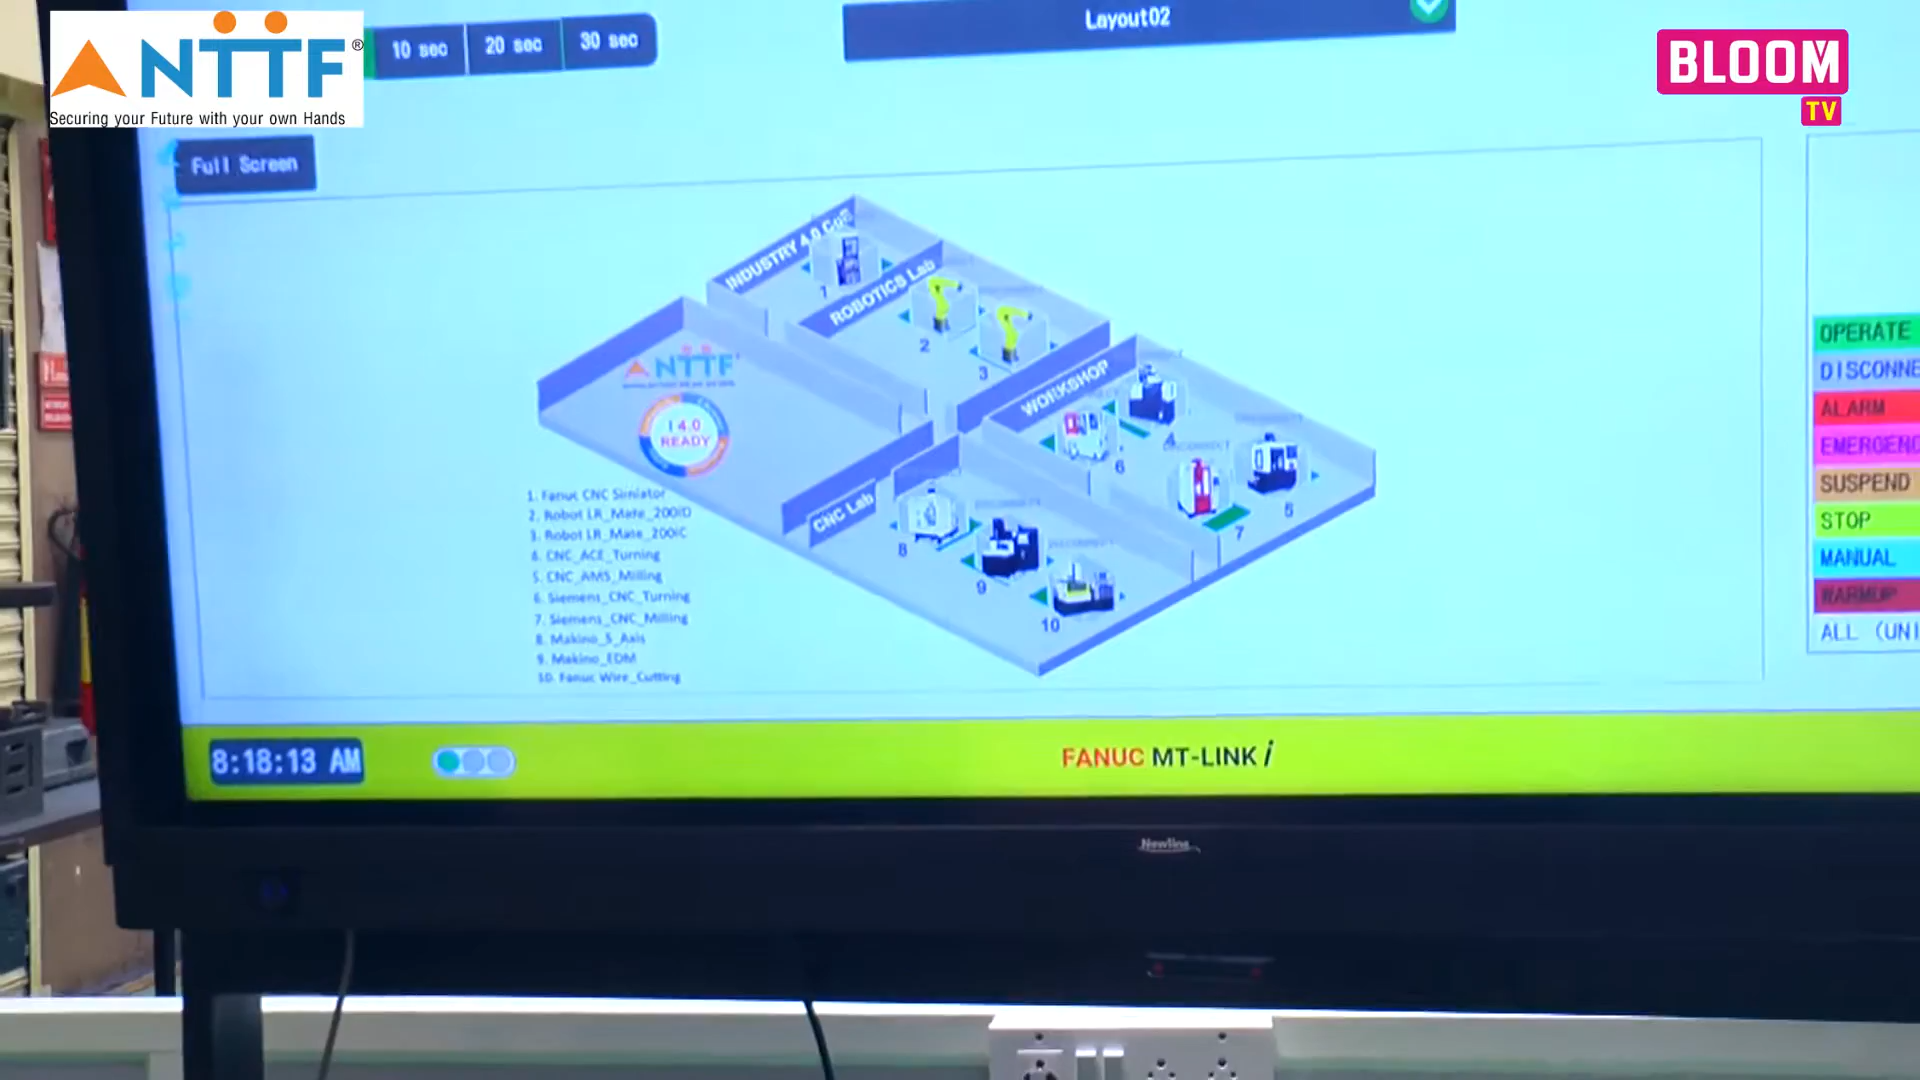 NTTF®
Securing your Future with your own Hands
10 sec
20 sec
30 sec
Layout02
BLOOM
TV
Full Screen
INDUSTRY 4.0 CoE
1
ROBOTICS Lab
2
3
NTTF
I 4.0
READY
WORKSHOP
4
6
5
7
CNC Lab
8
9
10
1. Fanuc CNC Simlator
2. Robot LR_Mate_200iD
3. Robot LR_Mate_200iC
4. CNC_ACE_Turning
5. CNC_AMS_Milling
6. Siemens_CNC_Turning
7. Siemens_CNC_Milling
8. Makino_5_Axis
9. Makino_EDM
10. Fanuc Wire_Cutting
OPERATE
DISCONNE
ALARM
EMERGENC
SUSPEND
STOP
MANUAL
WARMUP
ALL (UNI
8:18:13 AM
FANUC MT-LINK i
Newline